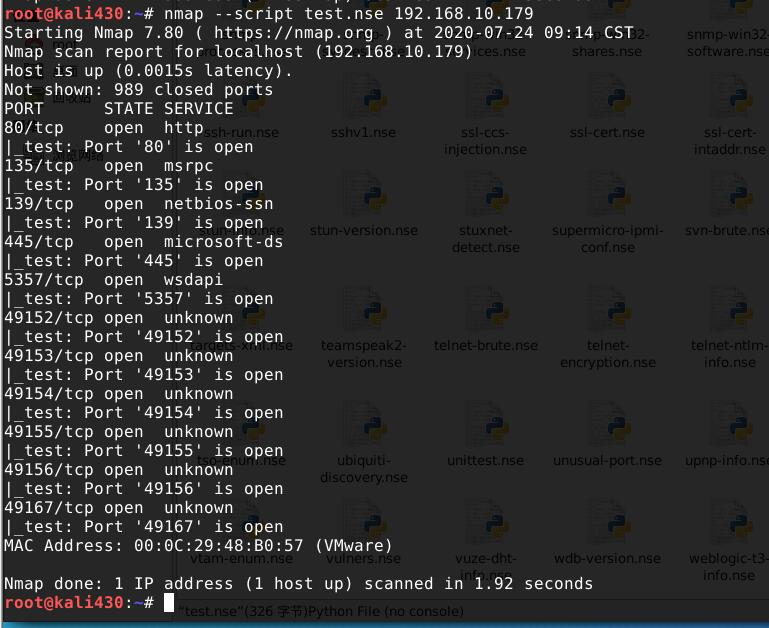 root@kali430:~# nmap --script test.nse 192.168.10.179
Starting Nmap 7.80 ( https://nmap.org ) at 2020-07-24 09:14 CST
Nmap scan report for localhost (192.168.10.179)
Host is up (0.0015s latency).
Not shown: 989 closed ports
PORT STATE SERVICE
80/tcp open http
|_test: Port '80' is open
135/tcp open msrpc
|_test: Port '135' is open
139/tcp open netbios-ssn
|_test: Port '139' is open
445/tcp open microsoft-ds
|_test: Port '445' is open
5357/tcp open wsdapi
|_test: Port '5357' is open
49152/tcp open unknown
|_test: Port '49152' is open
49153/tcp open unknown
|_test: Port '49153' is open
49154/tcp open unknown
|_test: Port '49154' is open
49155/tcp open unknown
|_test: Port '49155' is open
49156/tcp open unknown
|_test: Port '49156' is open
49167/tcp open unknown
|_test: Port '49167' is open
MAC Address: 00:0C:29:48:B0:57 (VMware)
Nmap done: 1 IP address (1 host up) scanned in 1.92 seconds
root@kali430:~#
shares.nse
snmp-win32-
software.nse
ssh-run.nse
sshv1.nse
ssl-ccs-
injection.nse
ssl-cert.nse
ssl-cert-
intaddr.nse
stun-version.nse
stuxnet-
detect.nse
supermicro-ipmi-
conf.nse
svn-brute.nse
targets-xml.nse
teamspeak2-
version.nse
telnet-brute.nse
telnet-
encryption.nse
telnet-ntlm-
info.nse
tso-enum.nse
ubiquiti-
discovery.nse
unittest.nse
unusual-port.nse
upnp-info.nse
vtam-enum.nse
vulners.nse
vuze-dht-
info.nse
wdb-version.nse
weblogic-t3-
info.nse
回收站
浏览网络
"test.nse"(326 字节)Python File (no console)